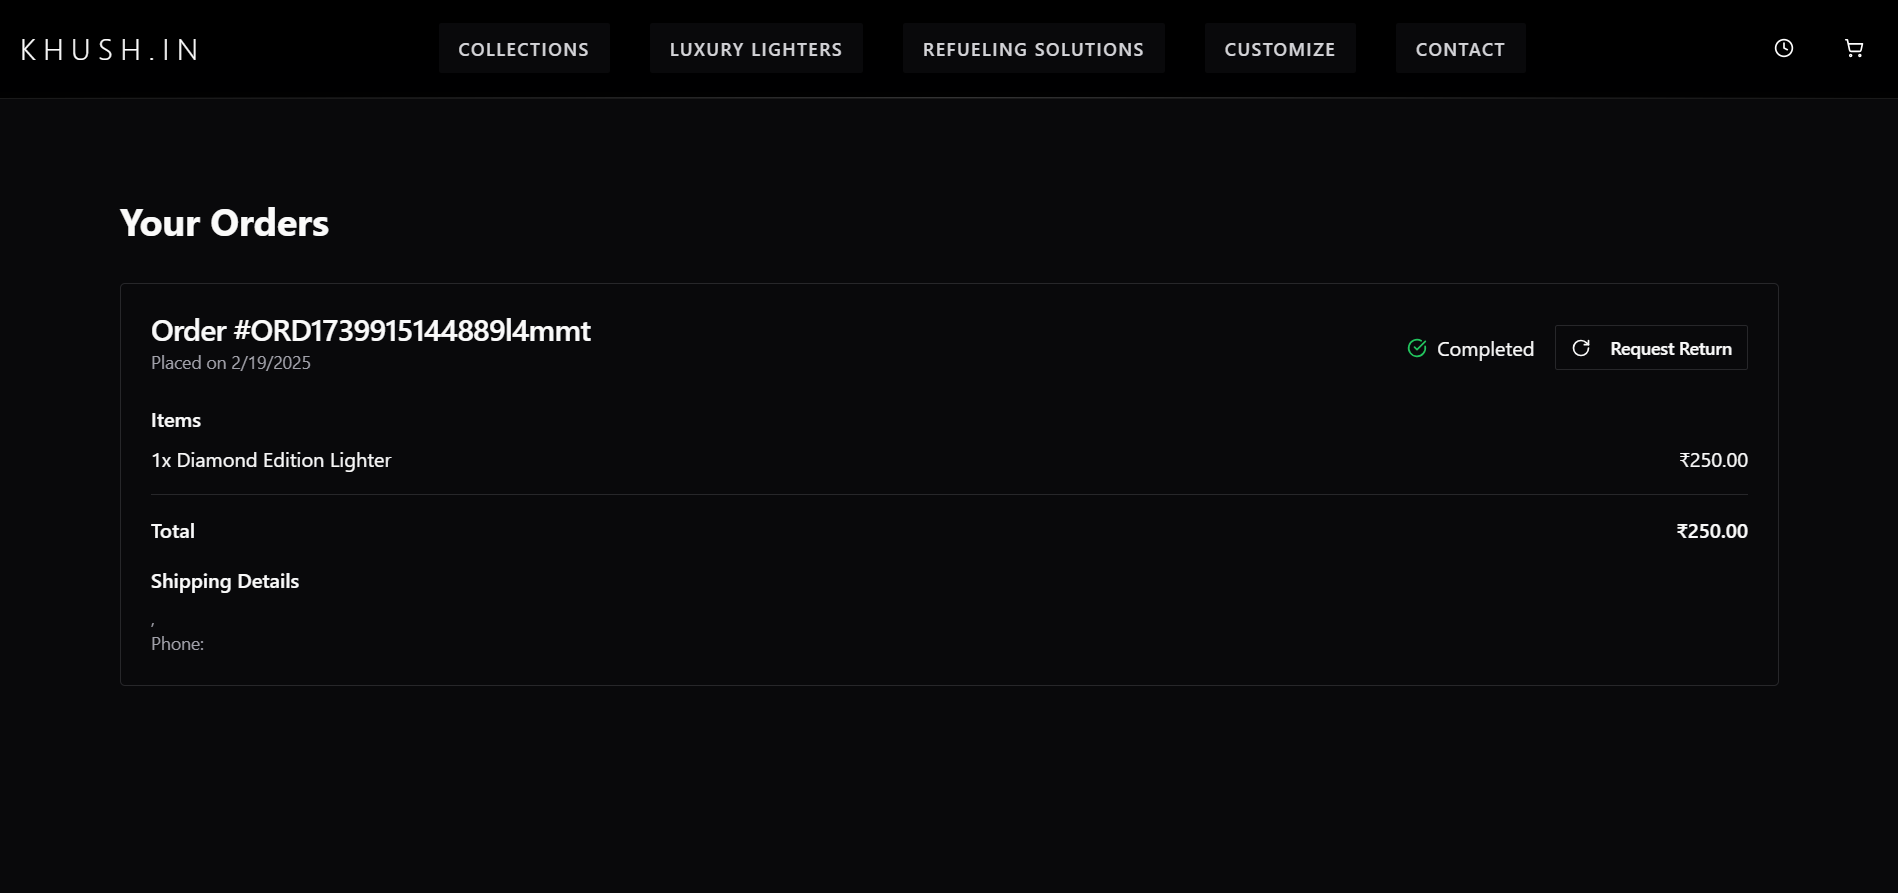 KHUSH.IN
COLLECTIONS
LUXURY LIGHTERS
REFUELING SOLUTIONS
CUSTOMIZE
CONTACT
Your Orders
Order #ORD1739915144889l4mmt
Placed on 2/19/2025
Completed
Request Return
Items
1x Diamond Edition Lighter ₹250.00
Total ₹250.00
Shipping Details
,
Phone: